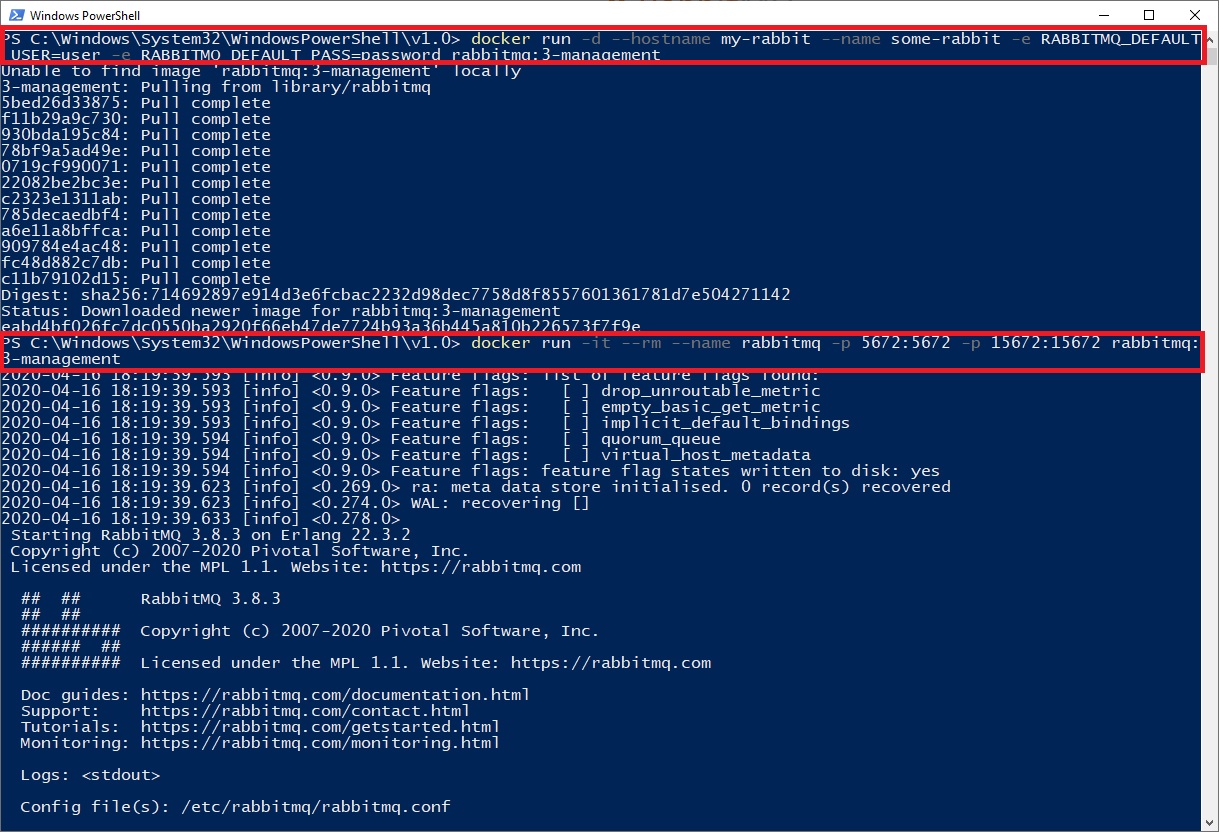 Windows PowerShell
PS C:\Windows\System32\WindowsPowerShell\v1.0> docker run -d --hostname my-rabbit --name some-rabbit -e RABBITMQ_DEFAULT
_USER=user -e RABBITMQ_DEFAULT_PASS=password rabbitmq:3-management
Unable to find image 'rabbitmq:3-management' locally
3-management: Pulling from library/rabbitmq
5bed26d33875: Pull complete
f11b29a9c730: Pull complete
930bda195c84: Pull complete
78bf9a5ad49e: Pull complete
0719cf990071: Pull complete
22082be2bc3e: Pull complete
c2323e1311ab: Pull complete
785decaedbf4: Pull complete
a6e11a8bffca: Pull complete
909784e4ac48: Pull complete
fc48d882c7db: Pull complete
c11b79102d15: Pull complete
Digest: sha256:714692897e914d3e6fcbac2232d98dec7758d8f8557601361781d7e504271142
Status: Downloaded newer image for rabbitmq:3-management
eabd4bf026fc7dc0550ba2920f66eb47de7724b93a36b445a810b226573f7f9e
PS C:\Windows\System32\WindowsPowerShell\v1.0> docker run -it --rm --name rabbitmq -p 5672:5672 -p 15672:15672 rabbitmq:
3-management
2020-04-16 18:19:39.593 [info] <0.9.0> Feature flags: list of feature flags found:
2020-04-16 18:19:39.593 [info] <0.9.0> Feature flags:   [ ] drop_unroutable_metric
2020-04-16 18:19:39.593 [info] <0.9.0> Feature flags:   [ ] empty_basic_get_metric
2020-04-16 18:19:39.593 [info] <0.9.0> Feature flags:   [ ] implicit_default_bindings
2020-04-16 18:19:39.594 [info] <0.9.0> Feature flags:   [ ] quorum_queue
2020-04-16 18:19:39.594 [info] <0.9.0> Feature flags:   [ ] virtual_host_metadata
2020-04-16 18:19:39.594 [info] <0.9.0> Feature flags: feature flag states written to disk: yes
2020-04-16 18:19:39.623 [info] <0.269.0> ra: meta data store initialised. 0 record(s) recovered
2020-04-16 18:19:39.623 [info] <0.274.0> WAL: recovering []
2020-04-16 18:19:39.633 [info] <0.278.0>
 Starting RabbitMQ 3.8.3 on Erlang 22.3.2
 Copyright (c) 2007-2020 Pivotal Software, Inc.
 Licensed under the MPL 1.1. Website: https://rabbitmq.com
  ##  ##      RabbitMQ 3.8.3
  ##  ##
  ##########  Copyright (c) 2007-2020 Pivotal Software, Inc.
  ######  ##
  ##########  Licensed under the MPL 1.1. Website: https://rabbitmq.com
  Doc guides: https://rabbitmq.com/documentation.html
  Support:    https://rabbitmq.com/contact.html
  Tutorials:  https://rabbitmq.com/getstarted.html
  Monitoring: https://rabbitmq.com/monitoring.html
  Logs: <stdout>
  Config file(s): /etc/rabbitmq/rabbitmq.conf